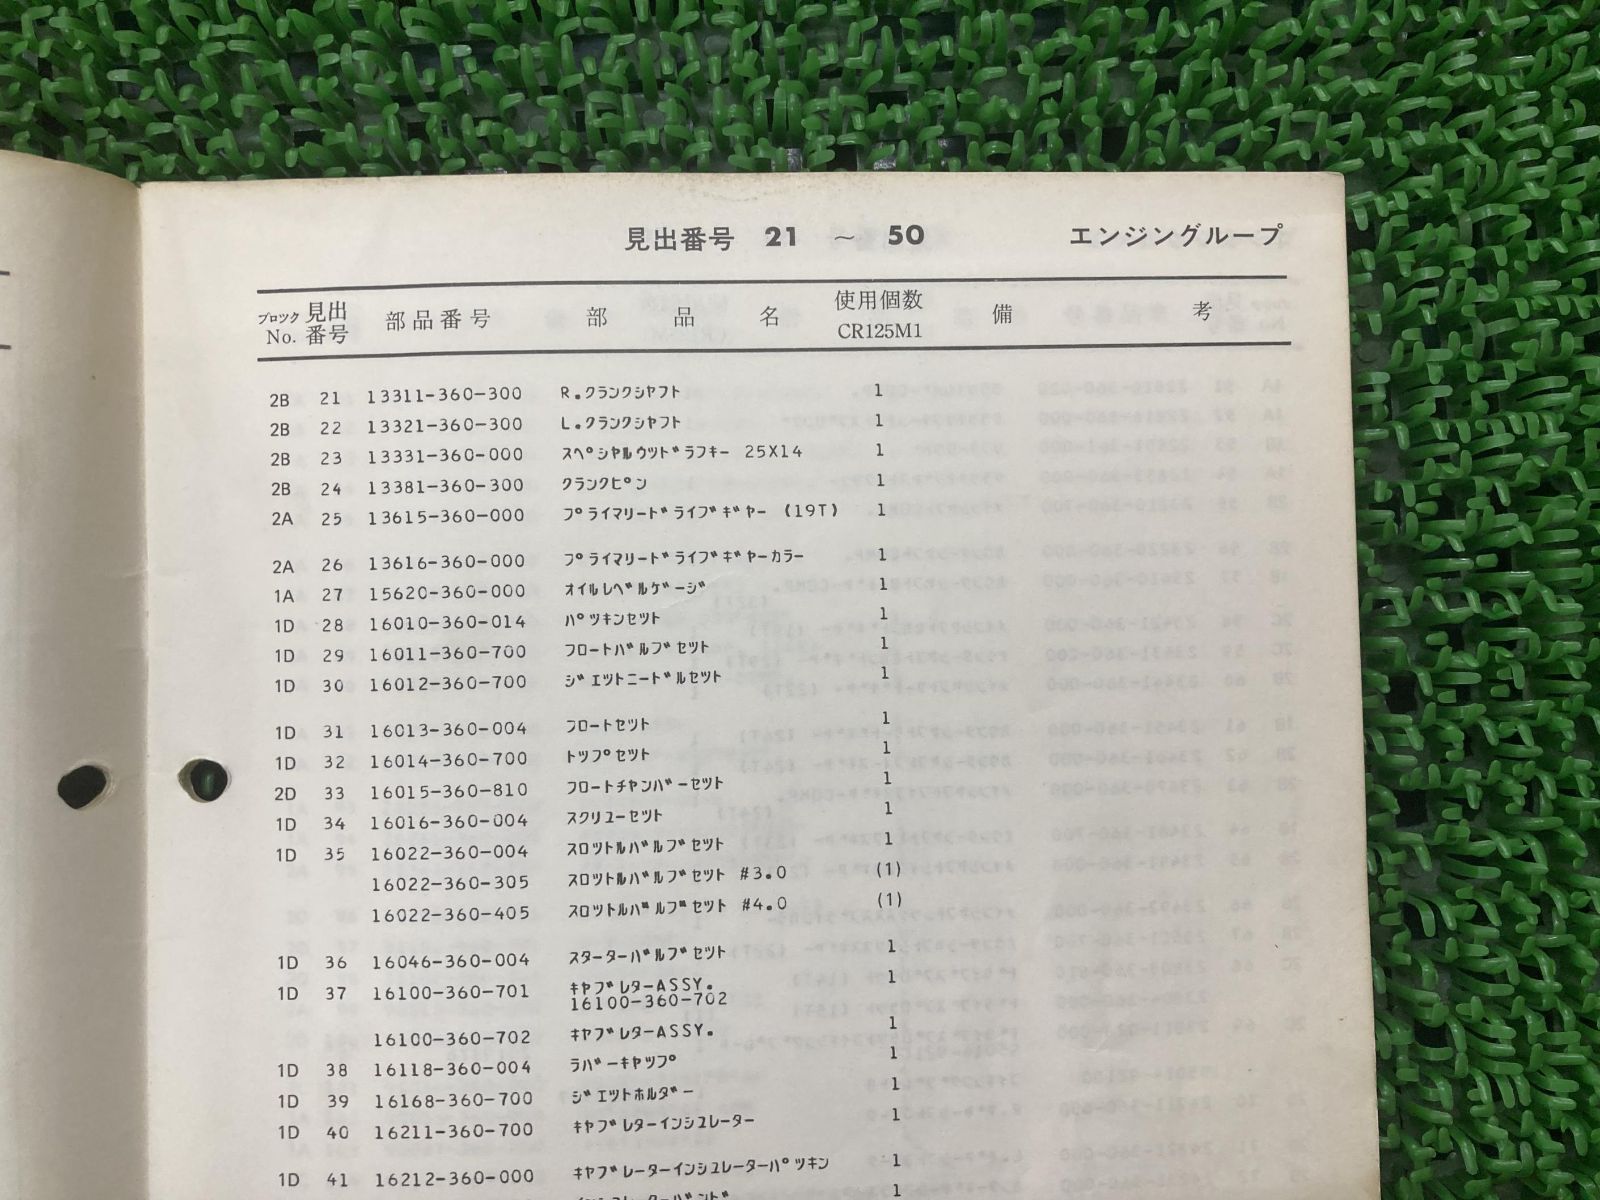 見出番号 21 ～ 50 エンジングループ
ブロック No. 見出番号 部品番号 部品名 使用個数 CR125M1 備考
2B 21 13311-360-300 R.クランクシヤフト 1
2B 22 13321-360-300 L.クランクシヤフト 1
2B 23 13331-360-000 スペシヤルウツドラフキー 25X14 1
2B 24 13381-360-300 クランクピン 1
2A 25 13615-360-000 プライマリードライブギヤー (19T) 1
2A 26 13616-360-000 プライマリードライブギヤーカラー 1
1A 27 15620-360-000 オイルレベルゲージ 1
1D 28 16010-360-014 パツキンセツト 1
1D 29 16011-360-700 フロートバルブセツト 1
1D 30 16012-360-700 ジエツトニードルセツト 1
1D 31 16013-360-004 フロートセツト 1
1D 32 16014-360-700 トツプセツト 1
2D 33 16015-360-810 フロートチヤンバーセツト 1
1D 34 16016-360-004 スクリユーセツト 1
1D 35 16022-360-004 スロツトルバルブセツト 1
16022-360-305 スロツトルバルブセツト #3.0 (1)
16022-360-405 スロツトルバルブセツト #4.0 (1)
1D 36 16046-360-004 スターターバルブセツト 1
1D 37 16100-360-701 キヤブレターASSY. 1
16100-360-702
16100-360-702 キヤブレターASSY. 1
1D 38 16118-360-004 ラバーキヤツプ 1
1D 39 16168-360-700 ジエツトホルダー 1
1D 40 16211-360-700 キヤブレターインシユレーター 1
1D 41 16212-360-000 キヤブレーターインシユレーターパツキン 1
1